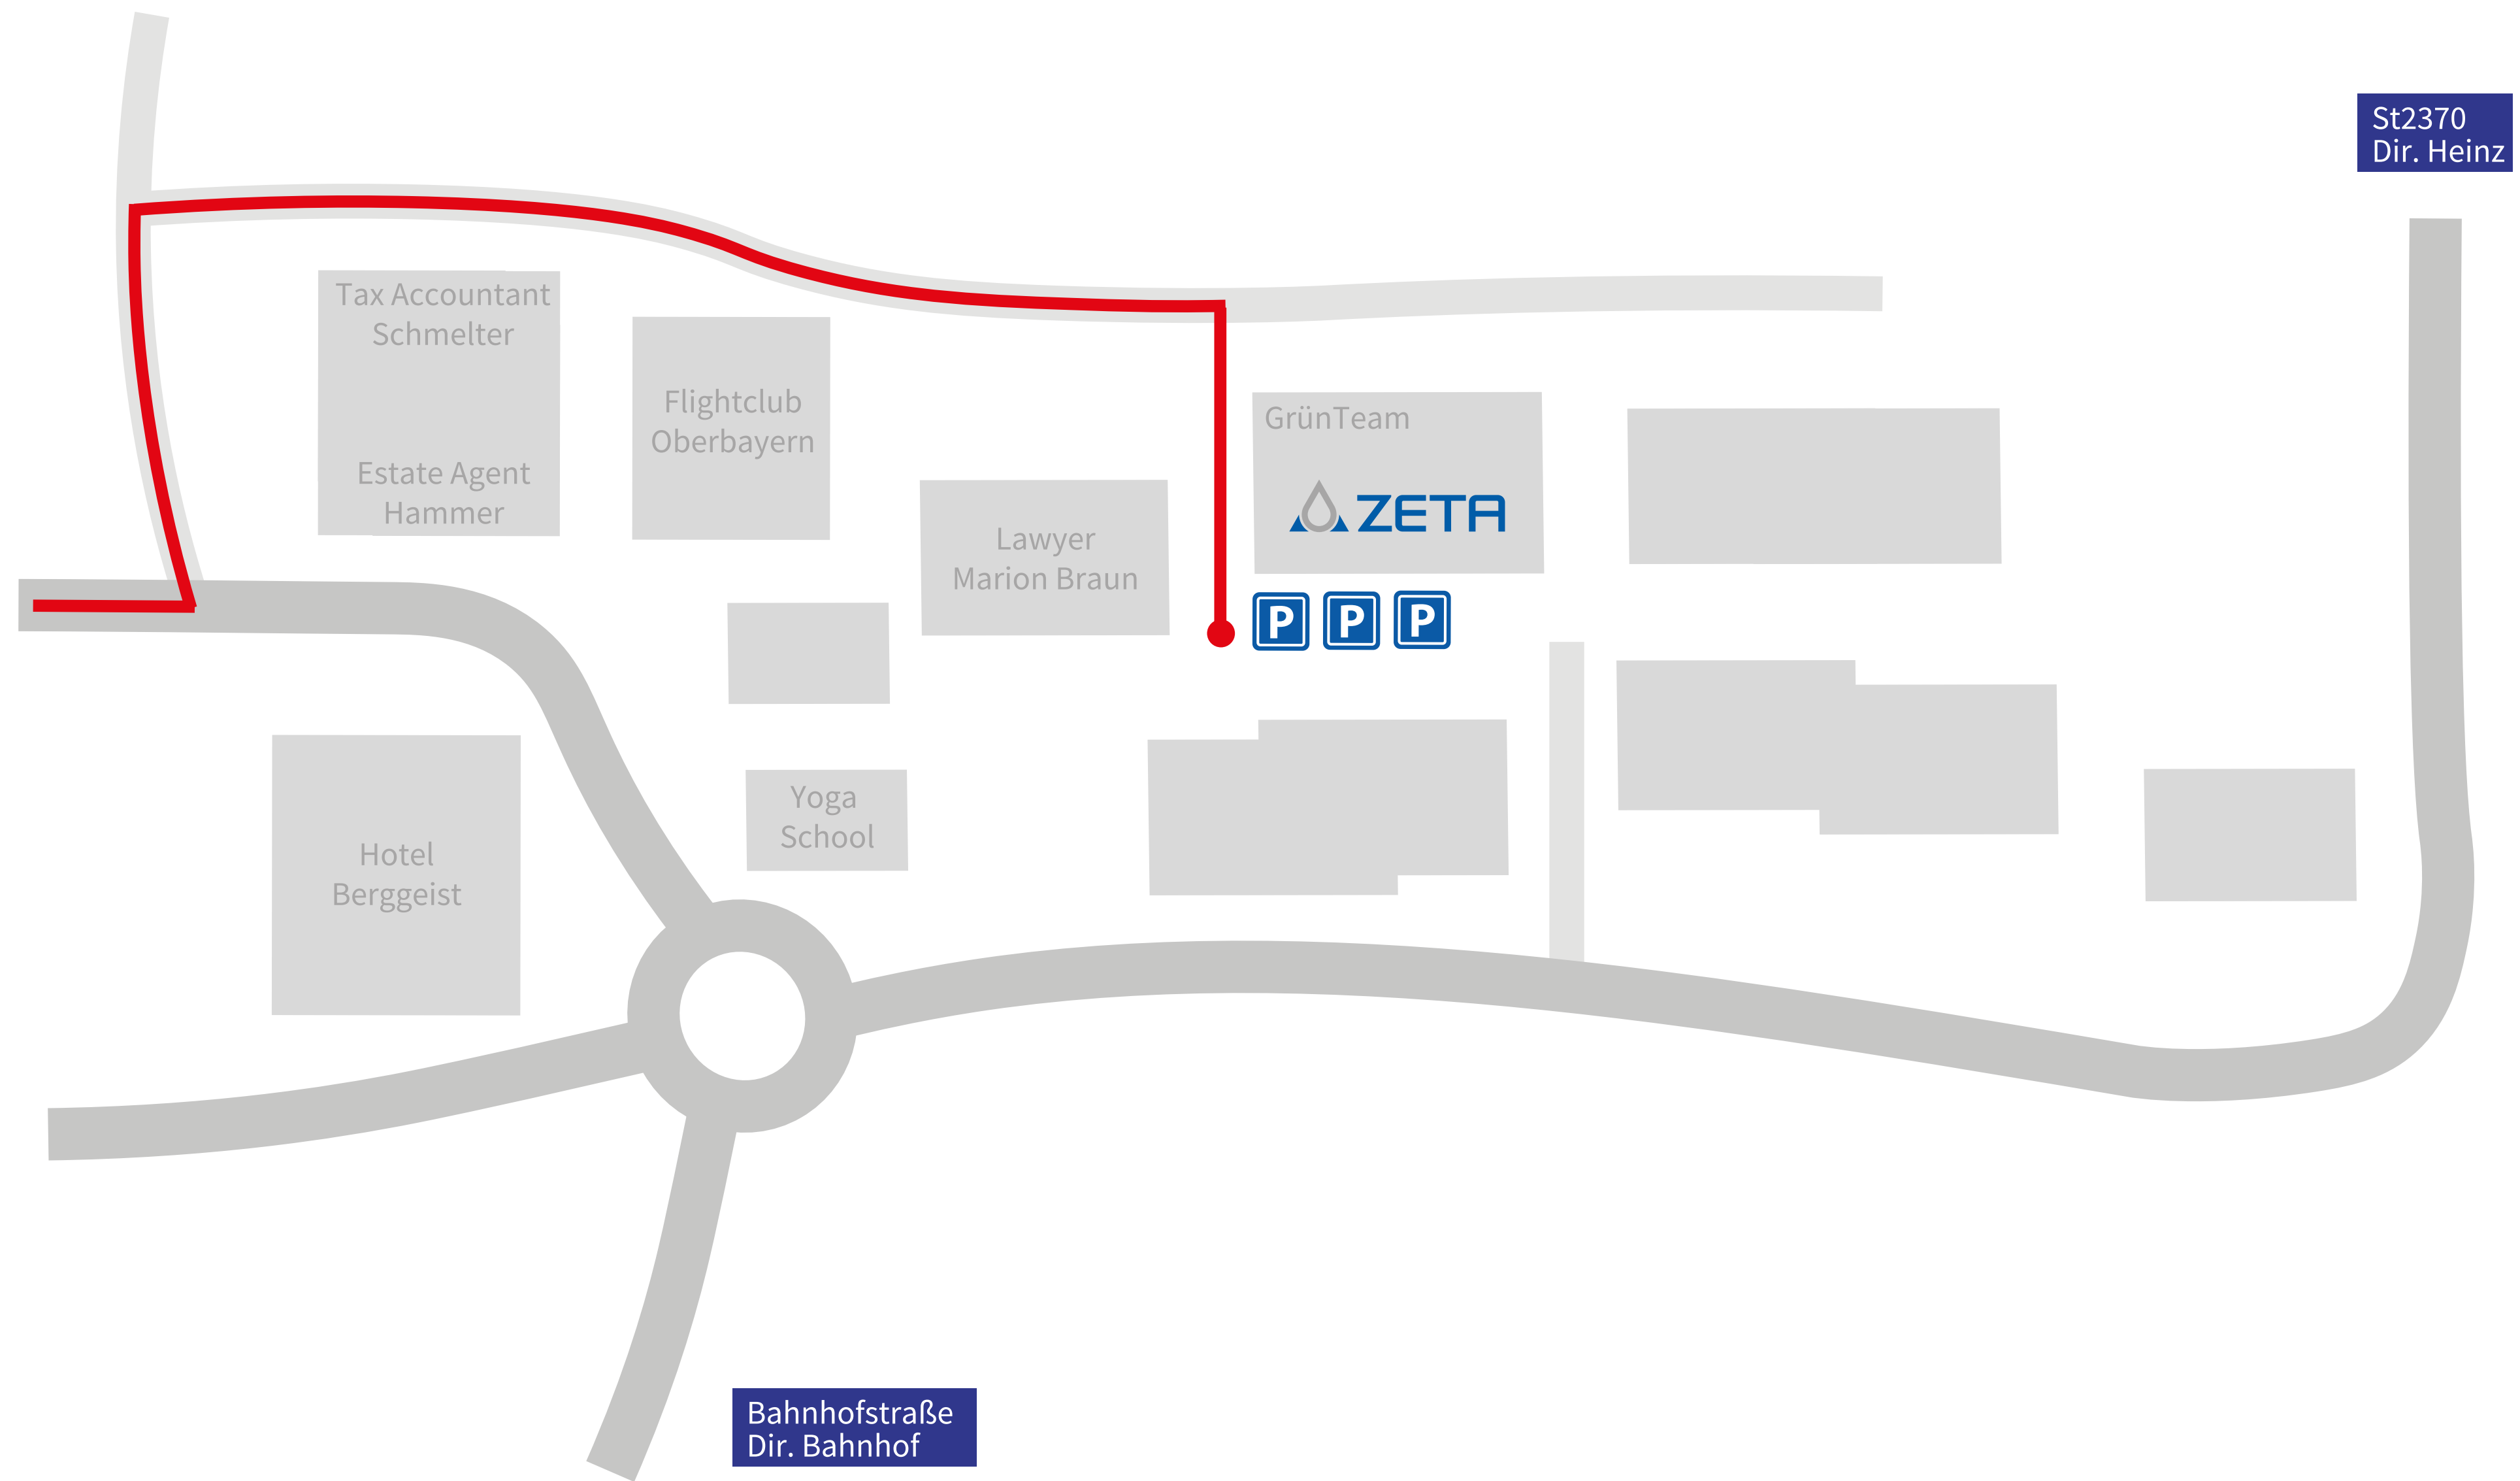 St2370
Dir. Heinz
Tax Accountant
Schmelter
Estate Agent
Hammer
Flightclub
Oberbayern
GrünTeam
ZETA
Lawyer
Marion Braun
P P P
Yoga
School
Hotel
Berggeist
Bahnhofstraße
Dir. Bahnhof